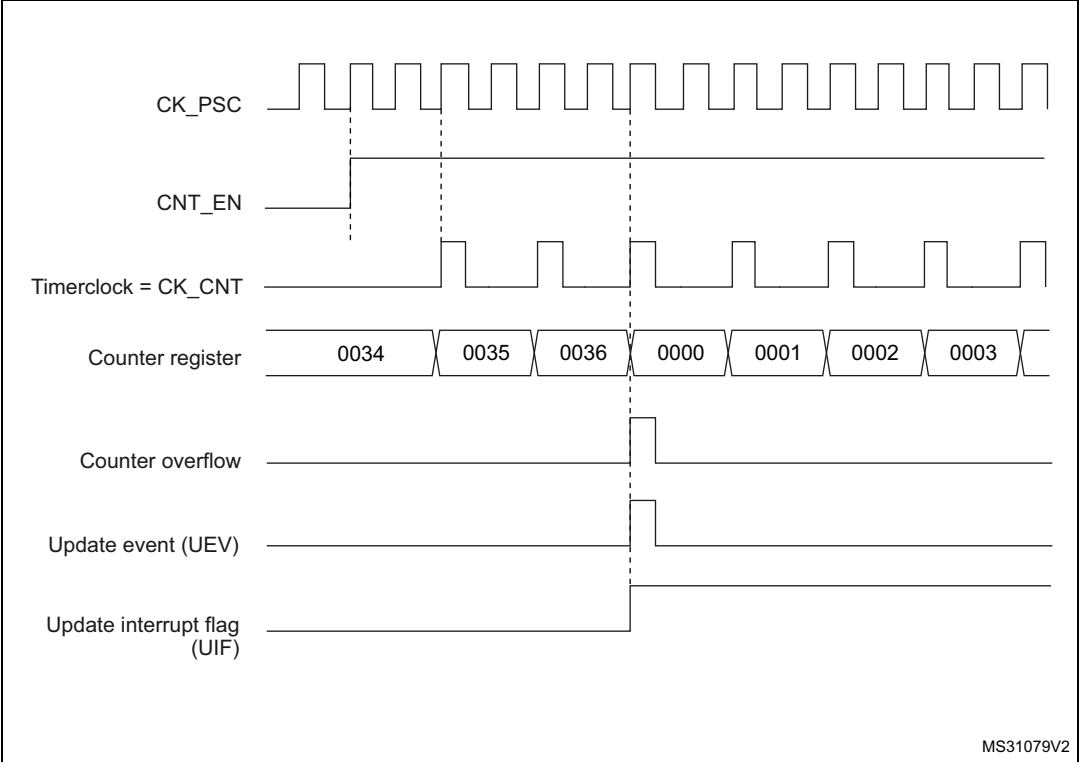 CK_PSC
CNT_EN
Timerclock = CK_CNT
Counter register
0034 0035 0036 0000 0001 0002 0003
Counter overflow
Update event (UEV)
Update interrupt flag
(UIF)
MS31079V2